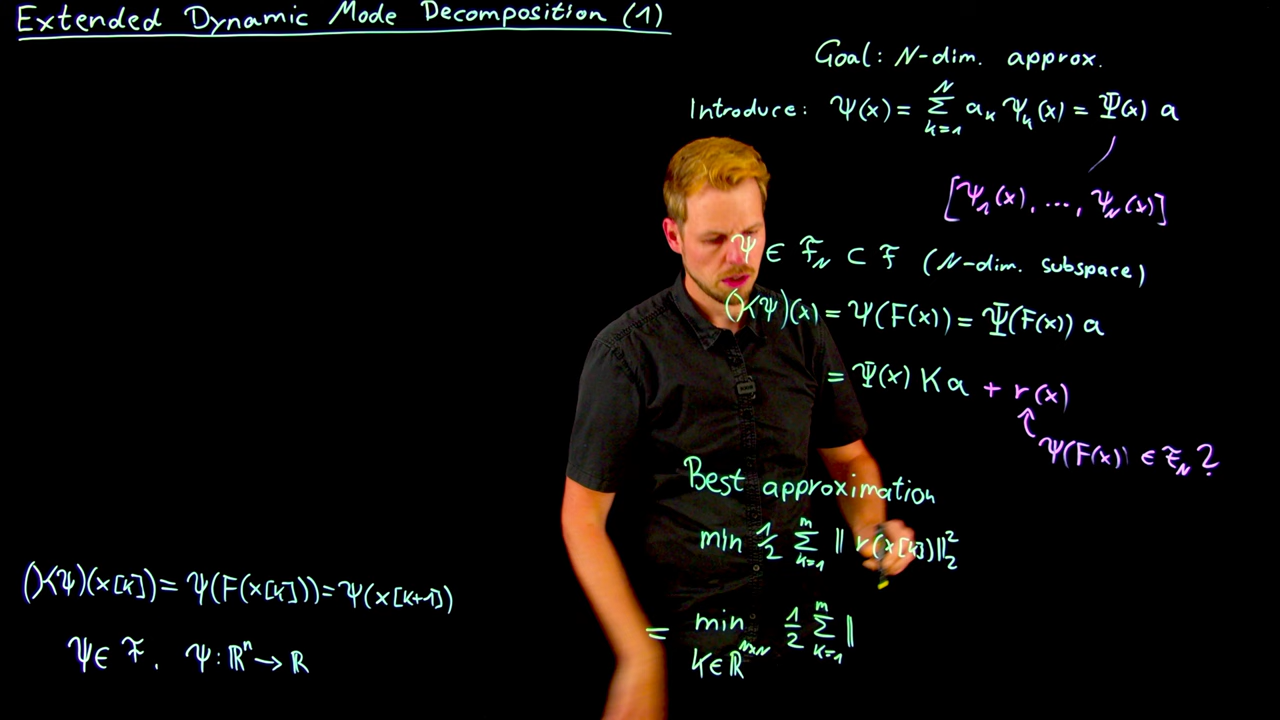 Extended Dynamic Mode Decomposition (1)
Goal: N-dim. approx.
Introduce: Ψ(x) = Σ_{k=1}^{N} a_k Ψ_k(x) = Ψ̄(x) a
[Ψ_1(x), ..., Ψ_N(x)]
Ψ ∈ F̃_N ⊂ F (N-dim. subspace)
(KΨ)(x) = Ψ(F(x)) = Ψ̄(F(x)) a
= Ψ̄(x) K a + r(x)
Ψ(F(x)) ∈ F_N ?
Best approximation
min 1/2 Σ_{k=1}^{m} ‖ r(x[k]) ‖_2^2
= min_{K∈ℝ^{N×N}} 1/2 Σ_{k=1}^{m} ‖
(KΨ)(x[k]) = Ψ(F(x[k])) = Ψ(x[k+1])
Ψ ∈ F, Ψ : ℝ^n → ℝ